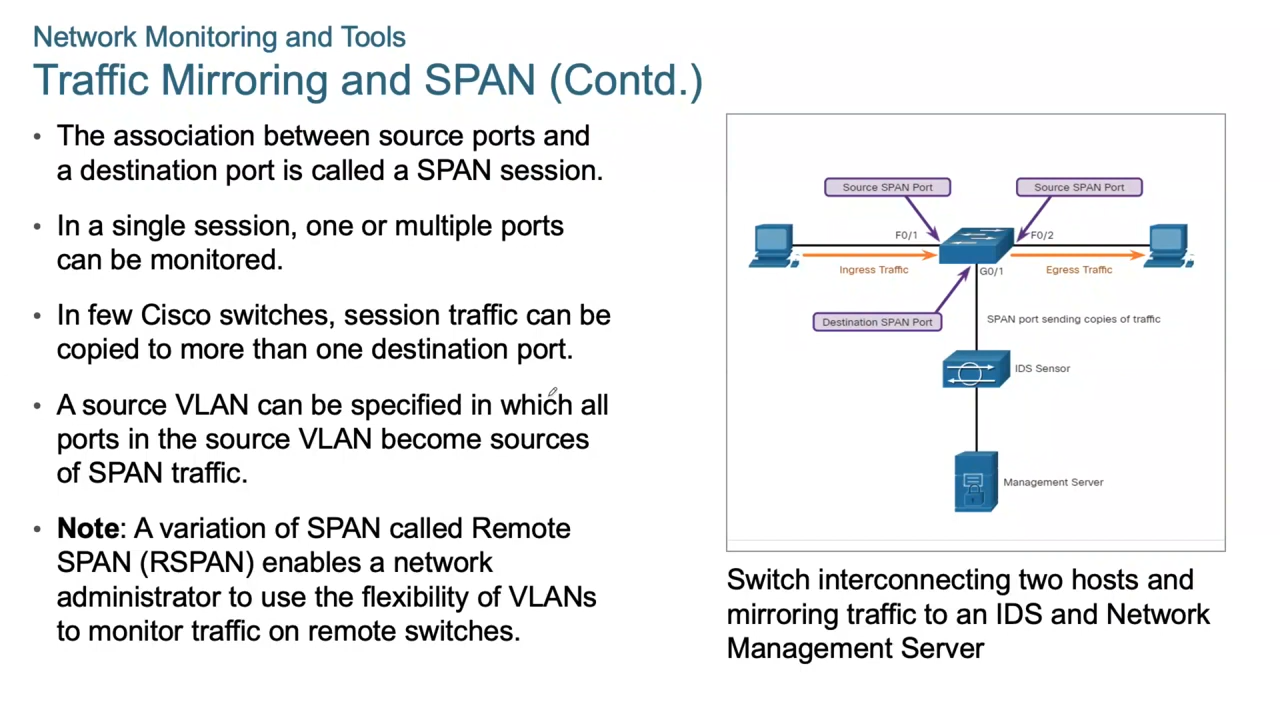 Network Monitoring and Tools
Traffic Mirroring and SPAN (Contd.)
• The association between source ports and
a destination port is called a SPAN session.
• In a single session, one or multiple ports
can be monitored.
• In few Cisco switches, session traffic can be
copied to more than one destination port.
• A source VLAN can be specified in which all
ports in the source VLAN become sources
of SPAN traffic.
• Note: A variation of SPAN called Remote
SPAN (RSPAN) enables a network
administrator to use the flexibility of VLANs
to monitor traffic on remote switches.
Source SPAN Port
Source SPAN Port
F0/1
F0/2
Ingress Traffic
Egress Traffic
G0/1
Destination SPAN Port
SPAN port sending copies of traffic
IDS Sensor
Management Server
Switch interconnecting two hosts and
mirroring traffic to an IDS and Network
Management Server